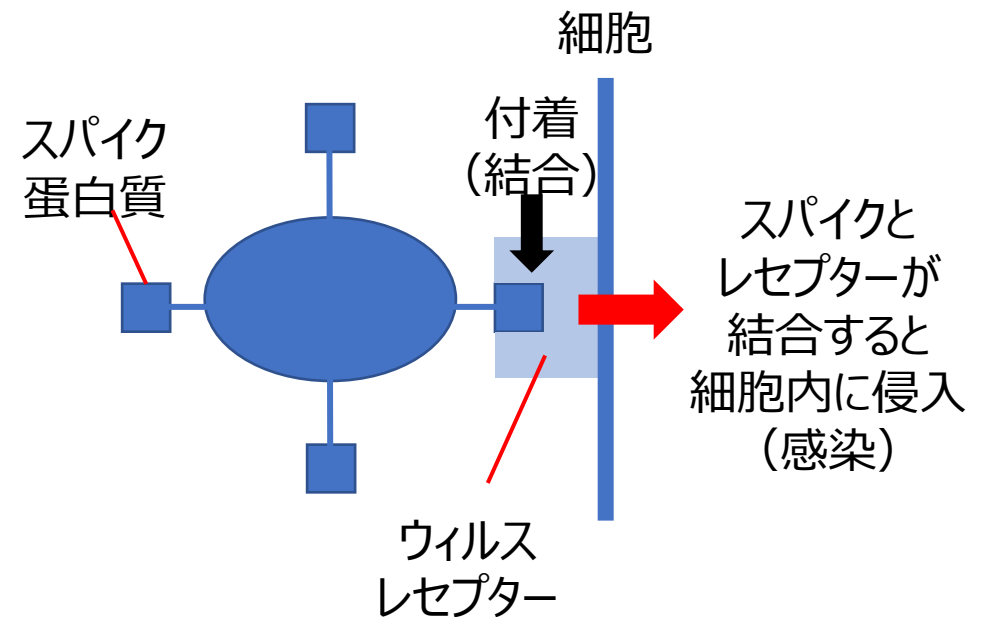 細胞
スパイク
蛋白質
付着
（結合）
スパイクと
レセプターが
結合すると
細胞内に侵入
（感染）
ウィルス
レセプター